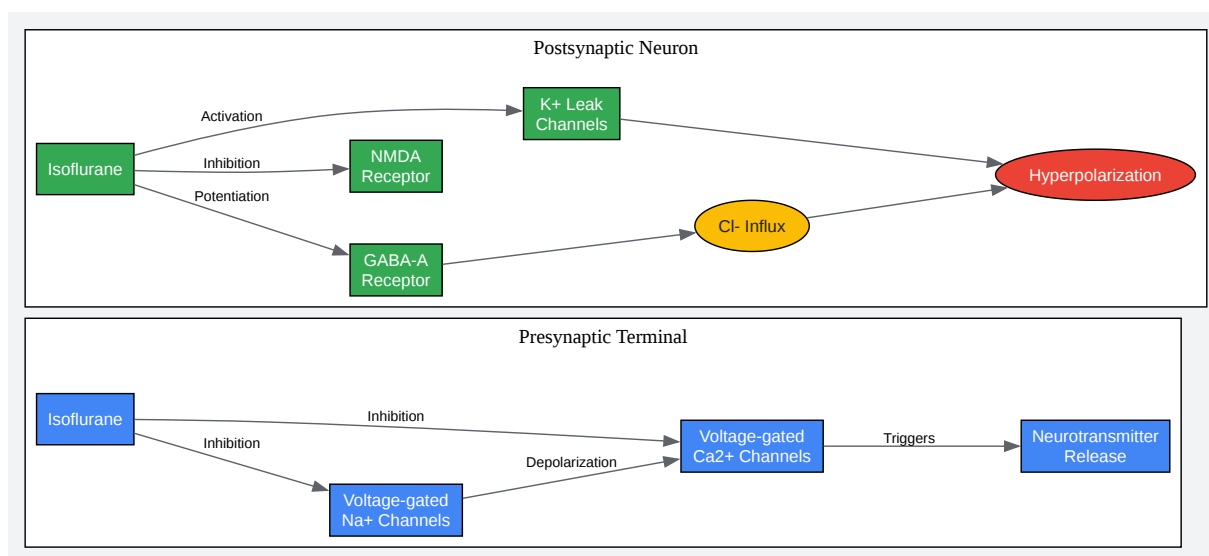 Postsynaptic Neuron
Activation
K+ Leak
Channels
Isoflurane
Inhibition
NMDA
Receptor
Hyperpolarization
Potentiation
Cl- Influx
GABA-A
Receptor
Presynaptic Terminal
Isoflurane
Inhibition
Inhibition
Voltage-gated
Ca2+ Channels
Triggers
Neurotransmitter
Release
Depolarization
Voltage-gated
Na+ Channels